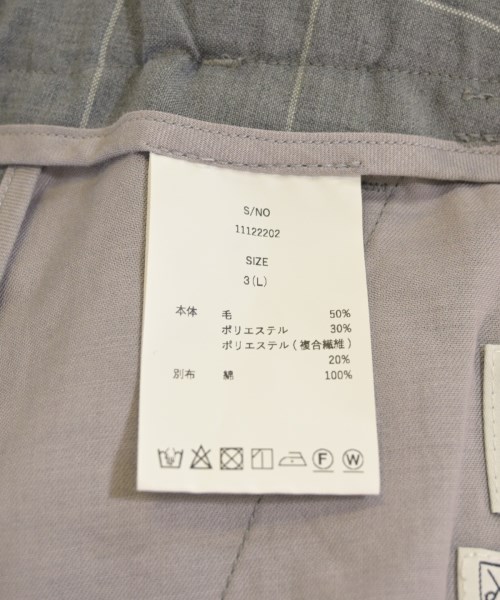 S/NO
11122202
SIZE
3(L)
本体 毛 50%
ポリエステル 30%
ポリエステル(複合繊維)
20%
別布 綿 100%
F W